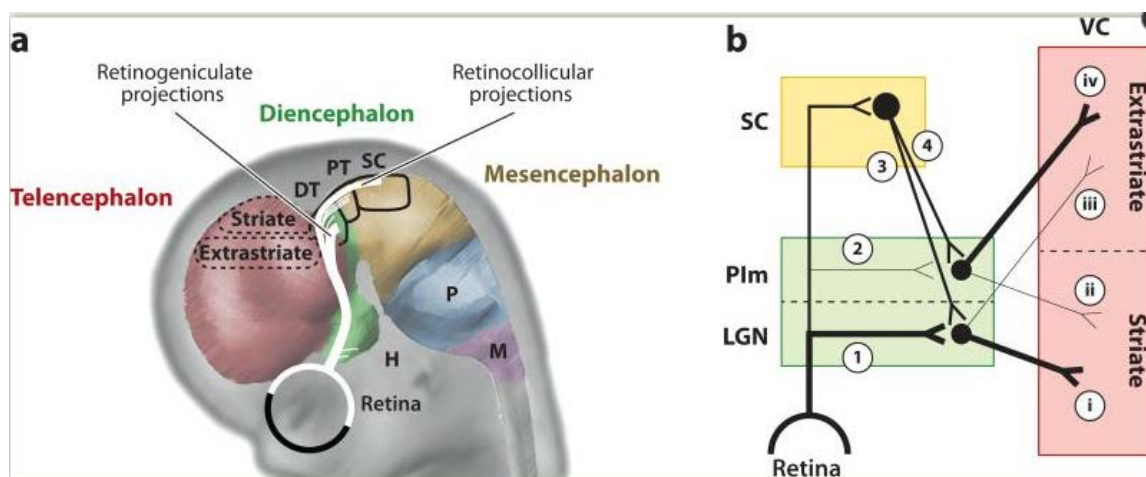 a
Retinogeniculate
projections
Retinocollicular
projections
Diencephalon
Telencephalon
Mesencephalon
DT
PT
SC
Striate
Extrastriate
P
M
H
Retina
b
VC
SC
PIm
LGN
1
2
3
4
iv
iii
ii
i
Extrastriate
Striate
Retina